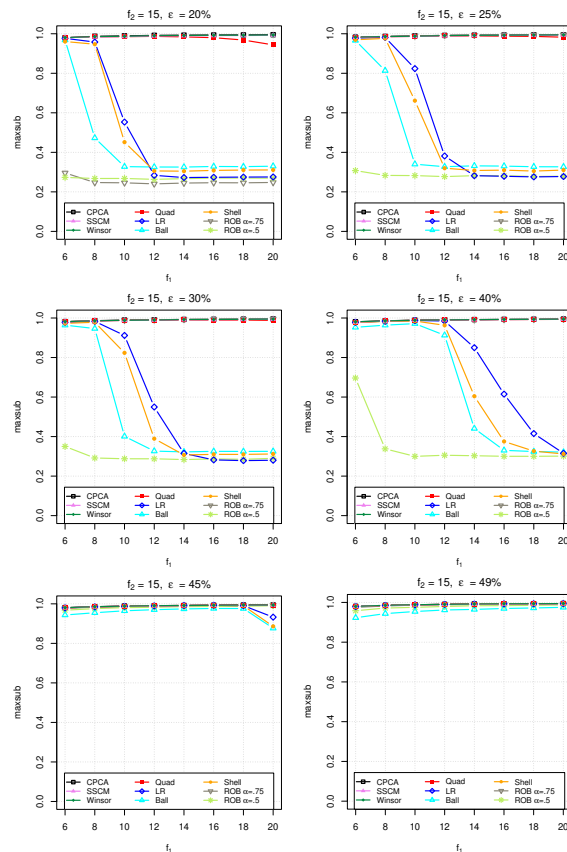 f₂ = 15, ε = 20%
maxsub
0.0 0.2 0.4 0.6 0.8 1.0
CPCA Quad Shell
SSCM LR ROB α=.75
Winsor Ball ROB α=.5
6 8 10 12 14 16 18 20
f₁
f₂ = 15, ε = 25%
maxsub
0.0 0.2 0.4 0.6 0.8 1.0
CPCA Quad Shell
SSCM LR ROB α=.75
Winsor Ball ROB α=.5
6 8 10 12 14 16 18 20
f₁
f₂ = 15, ε = 30%
maxsub
0.0 0.2 0.4 0.6 0.8 1.0
CPCA Quad Shell
SSCM LR ROB α=.75
Winsor Ball ROB α=.5
6 8 10 12 14 16 18 20
f₁
f₂ = 15, ε = 40%
maxsub
0.0 0.2 0.4 0.6 0.8 1.0
CPCA Quad Shell
SSCM LR ROB α=.75
Winsor Ball ROB α=.5
6 8 10 12 14 16 18 20
f₁
f₂ = 15, ε = 45%
maxsub
0.0 0.2 0.4 0.6 0.8 1.0
CPCA Quad Shell
SSCM LR ROB α=.75
Winsor Ball ROB α=.5
6 8 10 12 14 16 18 20
f₁
f₂ = 15, ε = 49%
maxsub
0.0 0.2 0.4 0.6 0.8 1.0
CPCA Quad Shell
SSCM LR ROB α=.75
Winsor Ball ROB α=.5
6 8 10 12 14 16 18 20
f₁